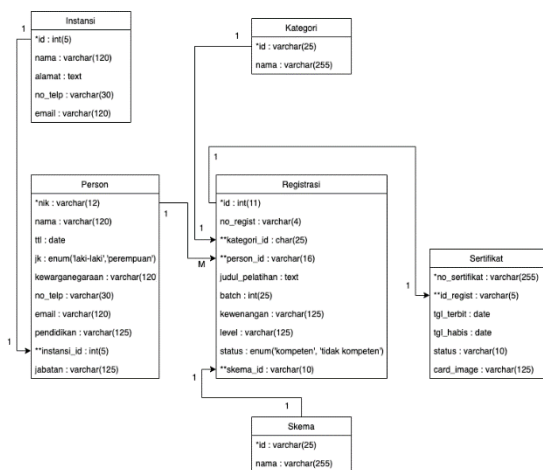 Instansi
*id : int(5)
nama : varchar(120)
alamat : text
no_telp : varchar(30)
email : varchar(120)
Kategori
*id : varchar(25)
nama : varchar(255)
1
1
Person
*nik : varchar(12)
nama : varchar(120)
ttl : date
jk : enum('laki-laki','perempuan')
kewarganegaraan : varchar(120
no_telp : varchar(30)
email : varchar(120)
pendidikan : varchar(125)
**instansi_id : int(5)
jabatan : varchar(125)
1
1
M
1
Registrasi
*id : int(11)
no_regist : varchar(4)
**kategori_id : char(25)
**person_id : varchar(16)
judul_pelatihan : text
batch : int(25)
kewenangan : varchar(125)
level : varchar(125)
status : enum('kompeten', 'tidak kompeten')
**skema_id : varchar(10)
1
1
1
1
Sertifikat
*no_sertifikat : varchar(255)
**id_regist : varchar(5)
tgl_terbit : date
tgl_habis : date
status : varchar(10)
card_image : varchar(125)
Skema
*id : varchar(25)
nama : varchar(255)